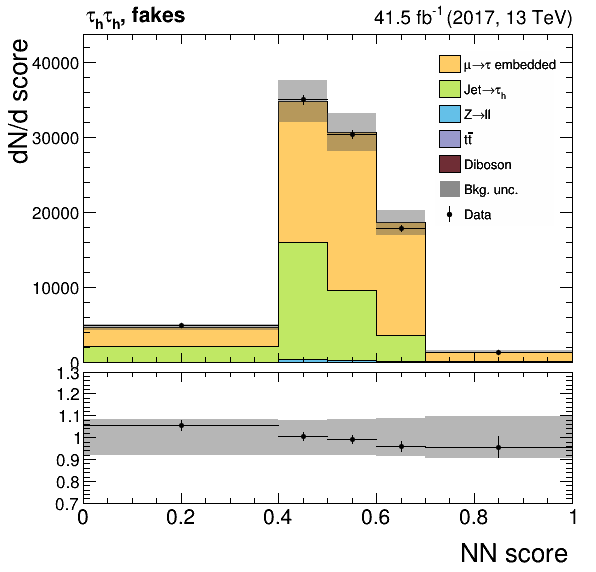 τhτh, fakes
41.5 fb⁻¹ (2017, 13 TeV)
dN/d score
40000
30000
20000
10000
0
μ→τ embedded
Jet→τh
Z→ll
tt̅
Diboson
Bkg. unc.
Data
1.3
1.2
1.1
1
0.9
0.8
0.7
0
0.2
0.4
0.6
0.8
1
NN score